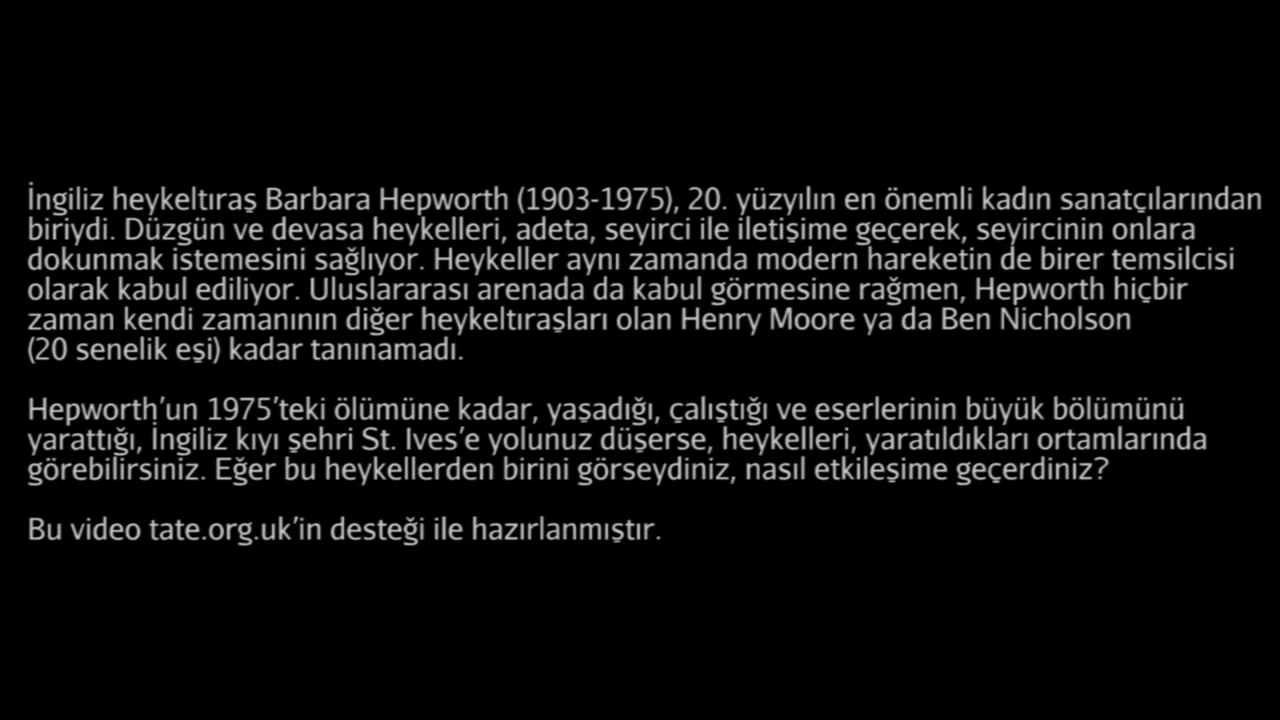 İngiliz heykeltıraş Barbara Hepworth (1903-1975), 20. yüzyılın en önemli kadın sanatçılarından
biriydi. Düzgün ve devasa heykelleri, adeta, seyirci ile iletişime geçerek, seyircinin onlara
dokunmak istemesini sağlıyor. Heykeller aynı zamanda modern hareketin de birer temsilcisi
olarak kabul ediliyor. Uluslararası arenada da kabul görmesine rağmen, Hepworth hiçbir
zaman kendi zamanının diğer heykeltıraşları olan Henry Moore ya da Ben Nicholson
(20 senelik eşi) kadar tanınamadı.
Hepworth’un 1975’teki ölümüne kadar, yaşadığı, çalıştığı ve eserlerinin büyük bölümünü
yarattığı, İngiliz kıyı şehri St. Ives’e yolunuz düşerse, heykelleri, yaratıldıkları ortamlarında
görebilirsiniz. Eğer bu heykellerden birini görseydiniz, nasıl etkileşime geçerdiniz?
Bu video tate.org.uk’in desteği ile hazırlanmıştır.